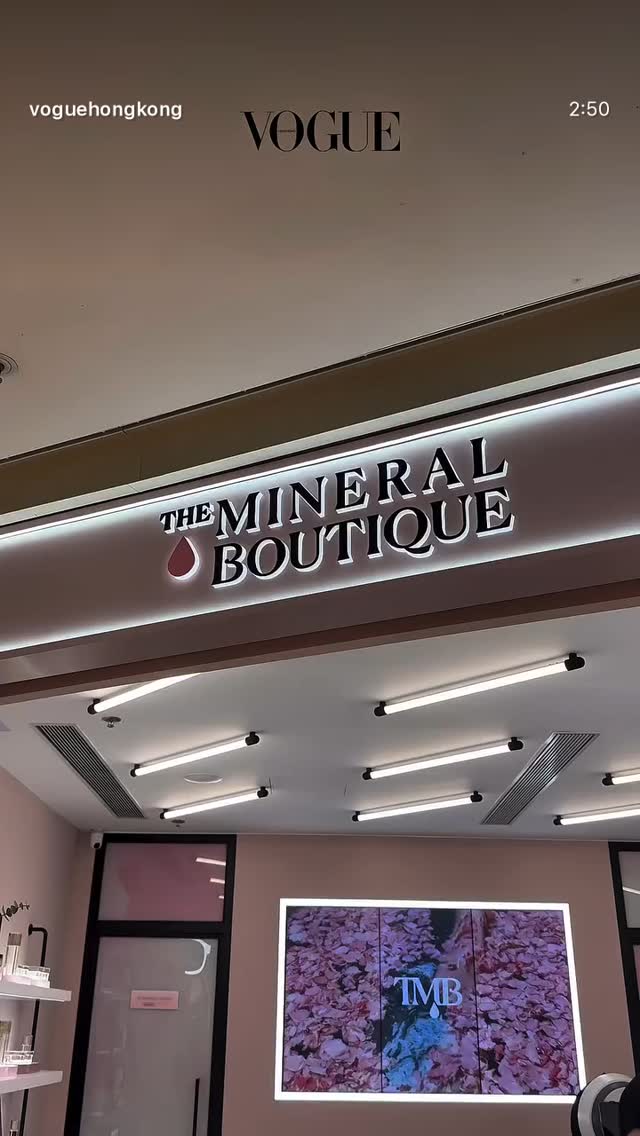 voguehongkong
VOGUE
2:50
THE MINERAL
BOUTIQUE
TMB